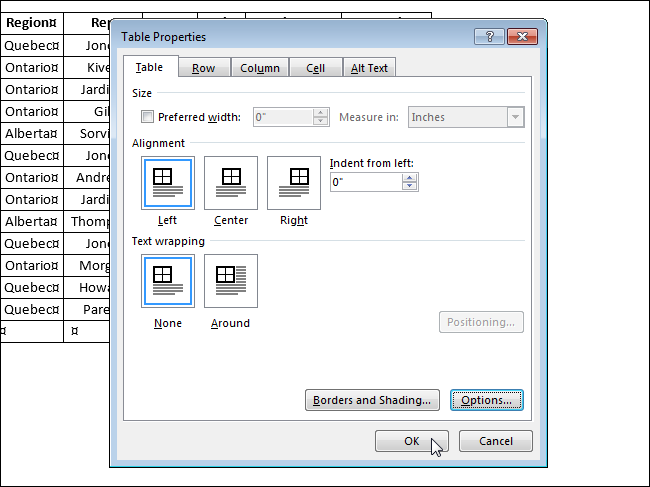 Region¤ Rep
Quebec¤ Jon
Ontario¤ Kive
Ontario¤ Jardi
Ontario¤ Gil
Alberta¤ Sorvi
Quebec¤ Jon
Ontario¤ Andre
Ontario¤ Jardi
Alberta¤ Thomp
Quebec¤ Jon
Ontario¤ Morg
Quebec¤ Howa
Quebec¤ Pare
¤ ¤
Table Properties
?
Table Row Column Cell Alt Text
Size
Preferred width: 0" Measure in: Inches
Alignment
Indent from left:
0"
Left Center Right
Text wrapping
None Around
Positioning...
Borders and Shading... Options...
OK Cancel